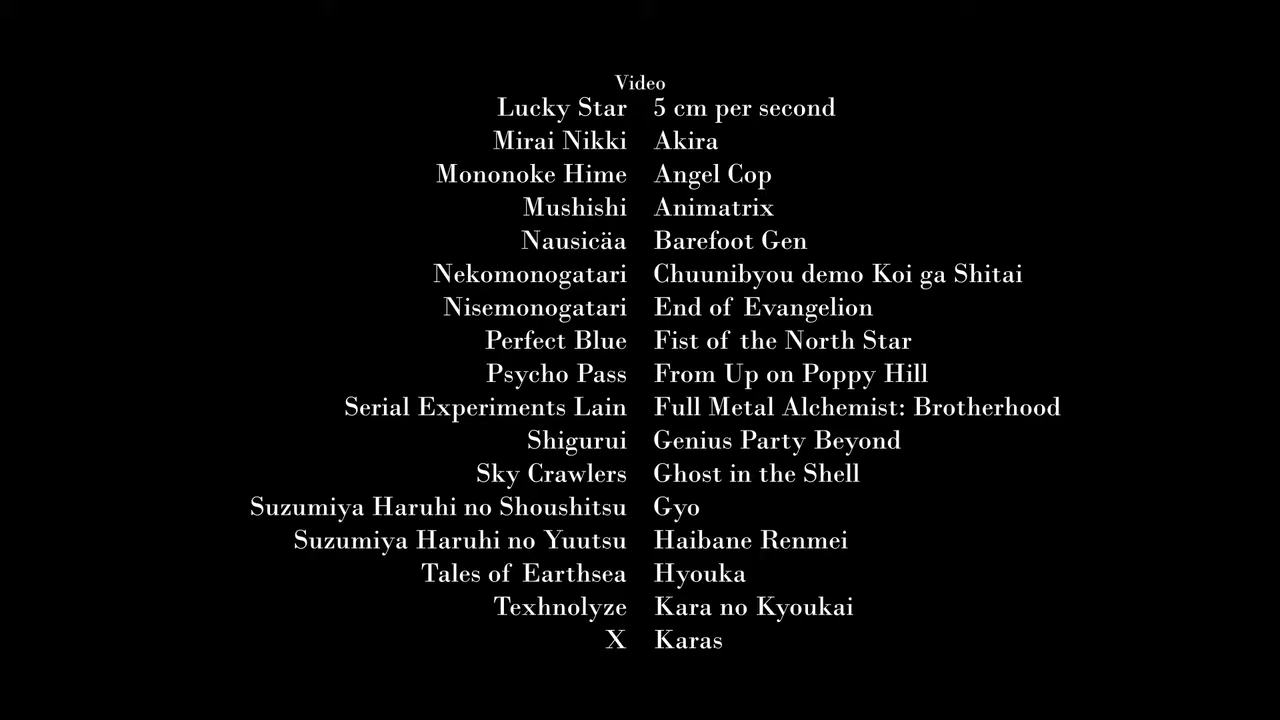 Video
Lucky Star 5 cm per second
Mirai Nikki Akira
Mononoke Hime Angel Cop
Mushishi Animatrix
Nausicäa Barefoot Gen
Nekomonogatari Chuunibyou demo Koi ga Shitai
Nisemonogatari End of Evangelion
Perfect Blue Fist of the North Star
Psycho Pass From Up on Poppy Hill
Serial Experiments Lain Full Metal Alchemist: Brotherhood
Shigurui Genius Party Beyond
Sky Crawlers Ghost in the Shell
Suzumiya Haruhi no Shoushitsu Gyo
Suzumiya Haruhi no Yuutsu Haibane Renmei
Tales of Earthsea Hyouka
Texhnolyze Kara no Kyoukai
X Karas